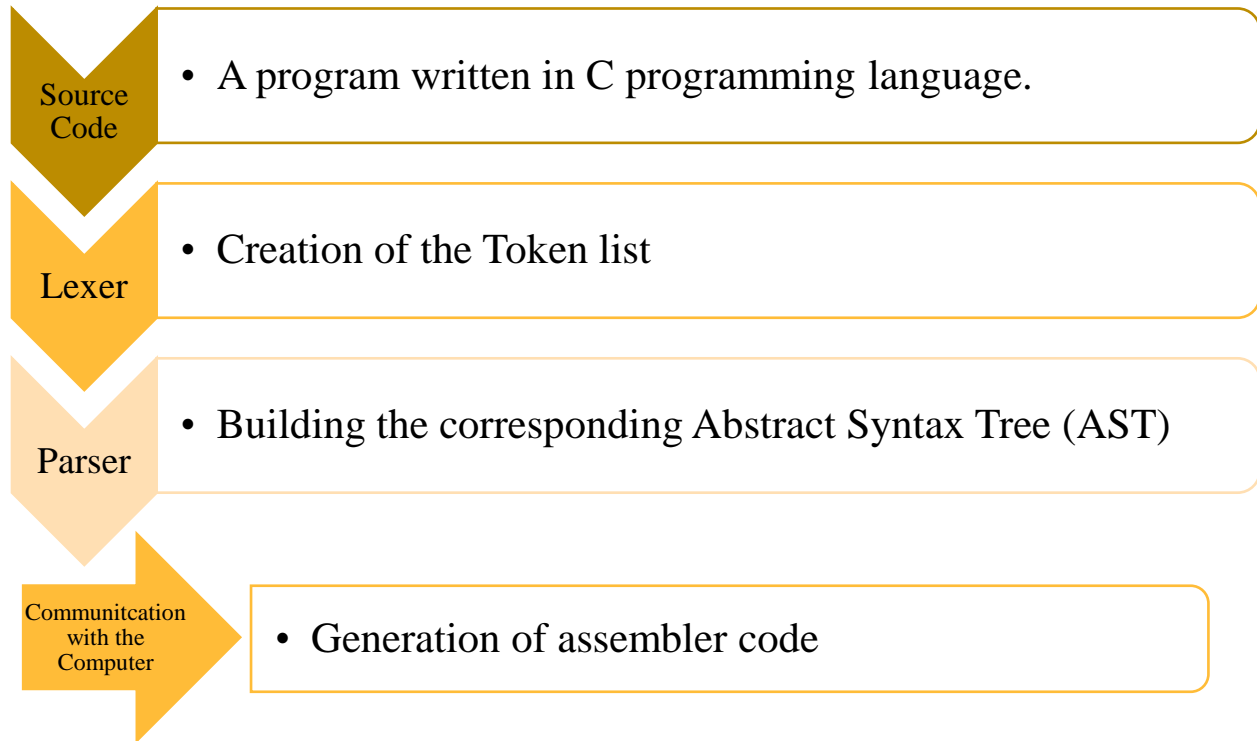 Source
Code
• A program written in C programming language.
Lexer
• Creation of the Token list
Parser
• Building the corresponding Abstract Syntax Tree (AST)
Communitcation
with the
Computer
• Generation of assembler code